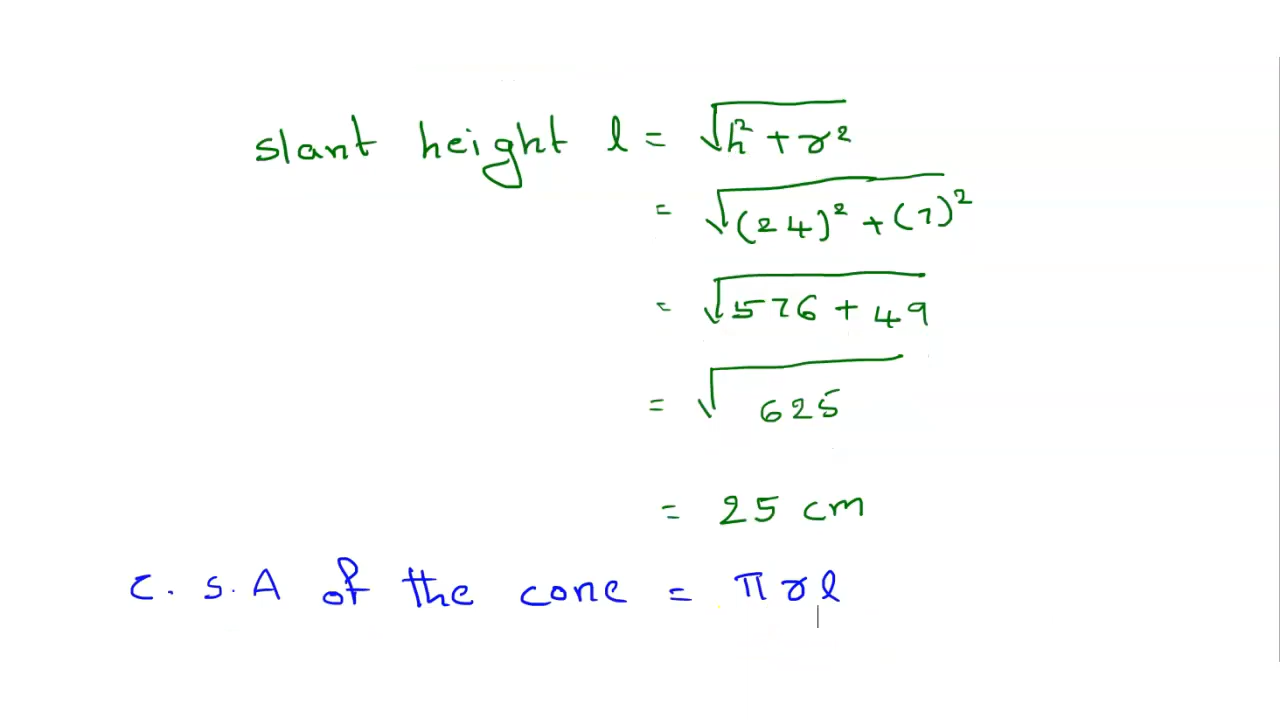 slant height l = √h² + r²
= √(24)² + (7)²
= √576 + 49
= √625
= 25 cm
C. S. A of the cone = πrl